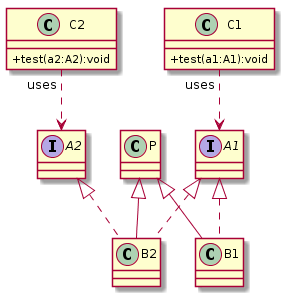 C C2
C C1
+test(a2:A2):void
+test(a1:A1):void
uses
uses
I A2
C P
I A1
C B2
C B1